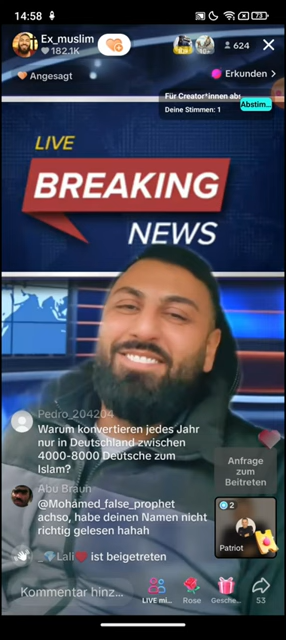 14:58
73
Ex_muslim
182.1K
624
Angesagt
Erkunden
Für Creator*innen abs
Deine Stimmen: 1
Abstim...
LIVE
BREAKING
NEWS
Pedro_204204
Warum konvertieren jedes Jahr
nur in Deutschland zwischen
4000-8000 Deutsche zum
Islam?
Abu Braun
@Mohamed_false_prophet
achso, habe deinen Namen nicht
richtig gelesen hahah
Lali ist beigetreten
Anfrage
zum
Beitreten
2
Patriot
Kommentar hinz...
LIVE mi...
Rose
Gesche...
53